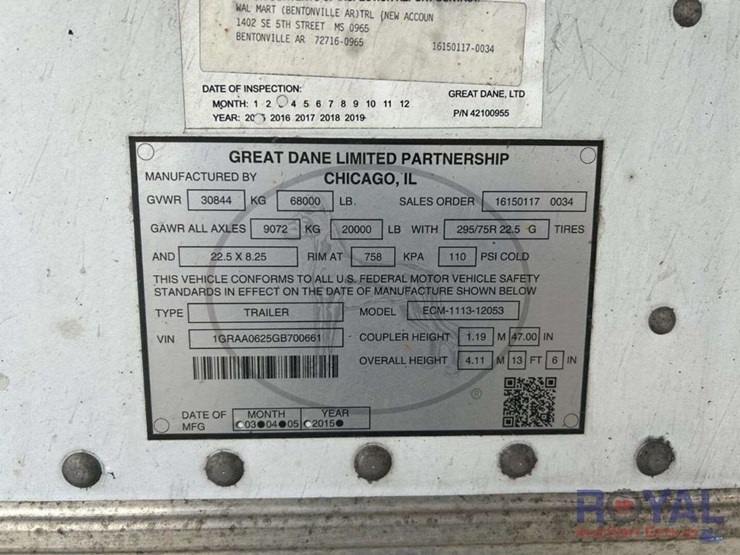 WAL MART (BENTONVILLE AR)TRL (NEW ACCOUN
1402 SE 5TH STREET MS 0965
BENTONVILLE AR 72716-0965 16150117-0034
DATE OF INSPECTION: GREAT DANE, LTD
MONTH: 1 2 4 5 6 7 8 9 10 11 12 P/N 42100955
YEAR: 2015 2016 2017 2018 2019
GREAT DANE LIMITED PARTNERSHIP
MANUFACTURED BY CHICAGO, IL
GVWR 30844 KG 68000 LB. SALES ORDER 16150117 0034
GAWR ALL AXLES 9072 KG 20000 LB WITH 295/75R 22.5 G TIRES
AND 22.5 X 8.25 RIM AT 758 KPA 110 PSI COLD
THIS VEHICLE CONFORMS TO ALL U.S. FEDERAL MOTOR VEHICLE SAFETY
STANDARDS IN EFFECT ON THE DATE OF MANUFACTURE SHOWN BELOW
TYPE TRAILER MODEL ECM-1113-12053
VIN 1GRAA0625GB700661 COUPLER HEIGHT 1.19 M 47.00 IN
OVERALL HEIGHT 4.11 M 13 FT 6 IN
®
DATE OF MFG MONTH YEAR
03 04 05 2015
ROYAL